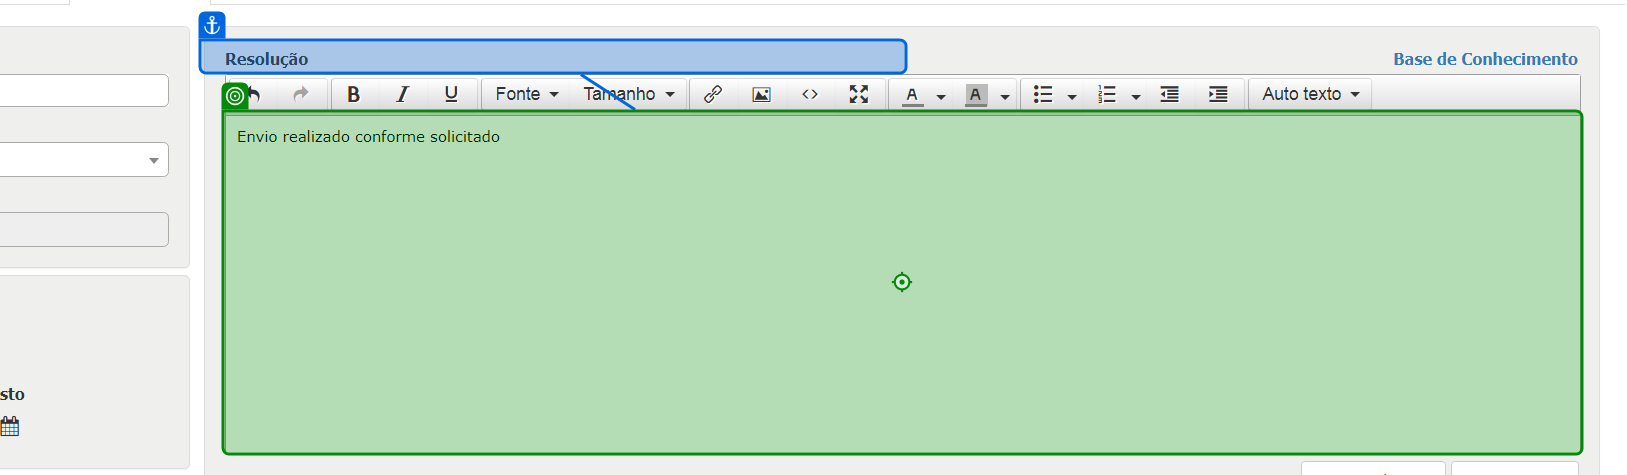 Resolução
Base de Conhecimento
B I U Fonte Tamanho A A Auto texto
Envio realizado conforme solicitado
sto